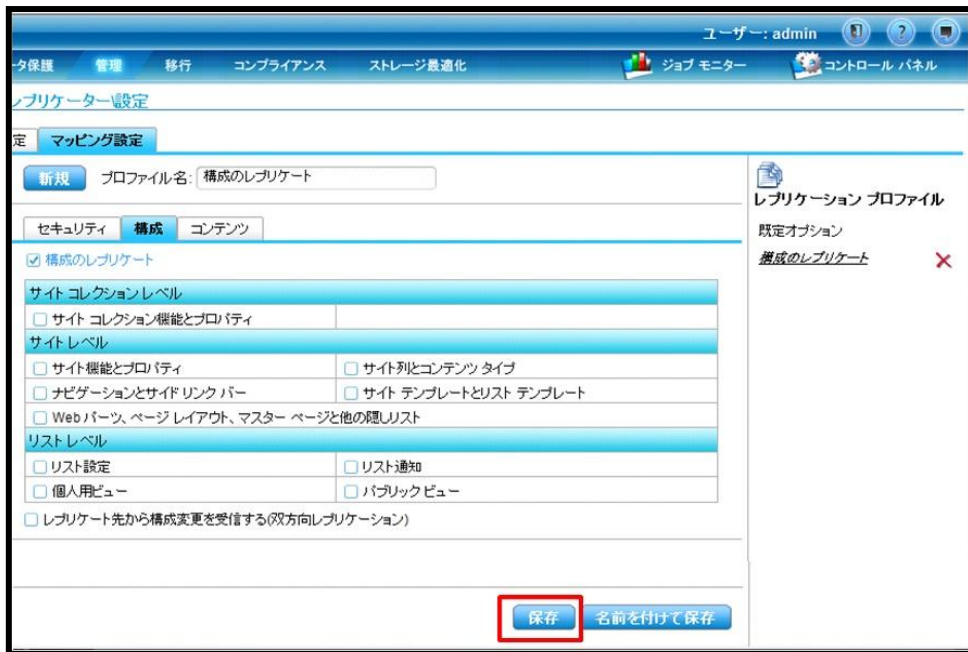 ユーザー: admin
ータ保護 管理 移行 コンプライアンス ストレージ最適化 ジョブ モニター コントロール パネル
レプリケーター\設定
定 マッピング設定
新規 プロファイル名: 構成のレプリケート
レプリケーション プロファイル
既定オプション
構成のレプリケート
セキュリティ 構成 コンテンツ
構成のレプリケート
サイト コレクション レベル
サイト コレクション機能とプロパティ
サイト レベル
サイト機能とプロパティ サイト列とコンテンツ タイプ
ナビゲーションとサイド リンク バー サイト テンプレートとリスト テンプレート
Web パーツ、ページ レイアウト、マスター ページと他の隠しリスト
リスト レベル
リスト設定 リスト通知
個人用ビュー パブリック ビュー
レプリケート先から構成変更を受信する(双方向レプリケーション)
保存 名前を付けて保存